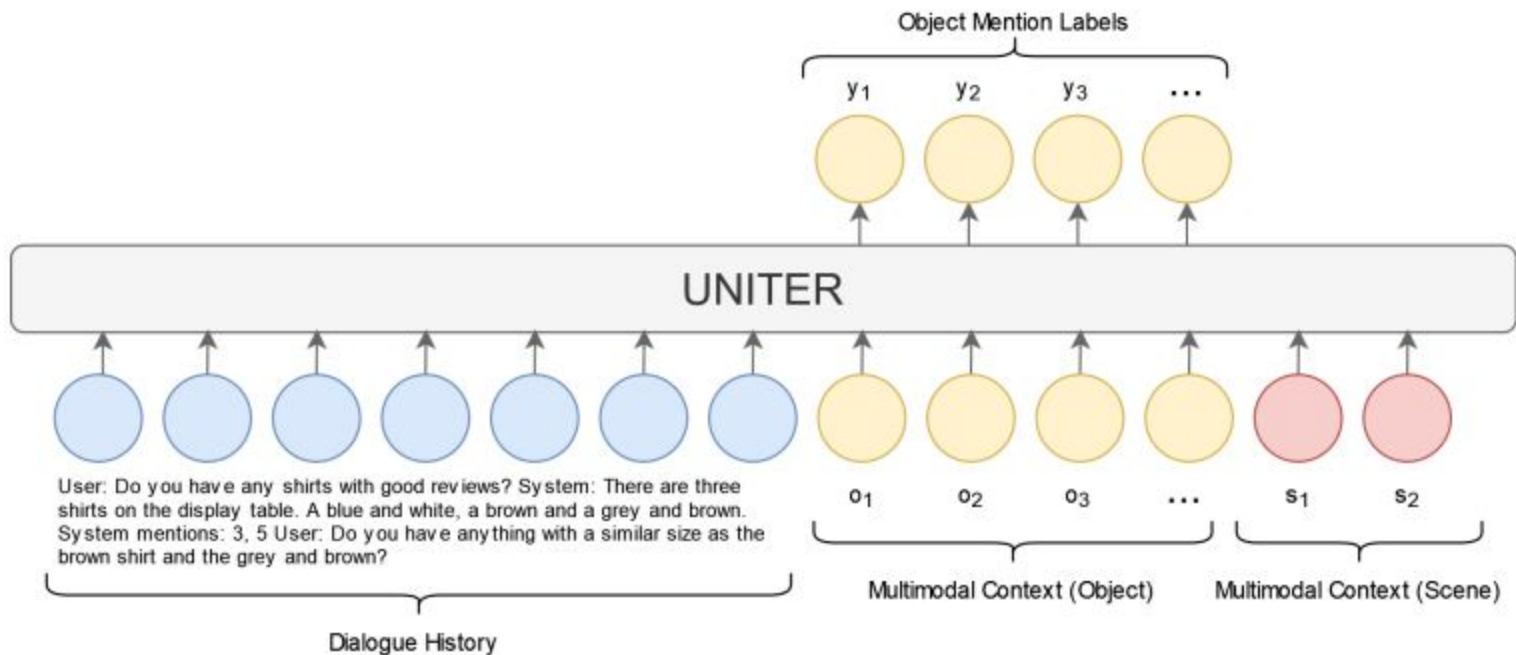 Object Mention Labels
y1 y2 y3 ...
UNITER
User: Do you have any shirts with good reviews? System: There are three
shirts on the display table. A blue and white, a brown and a grey and brown.
System mentions: 3, 5 User: Do you have anything with a similar size as the
brown shirt and the grey and brown?
o1 o2 o3 ... s1 s2
Multimodal Context (Object) Multimodal Context (Scene)
Dialogue History